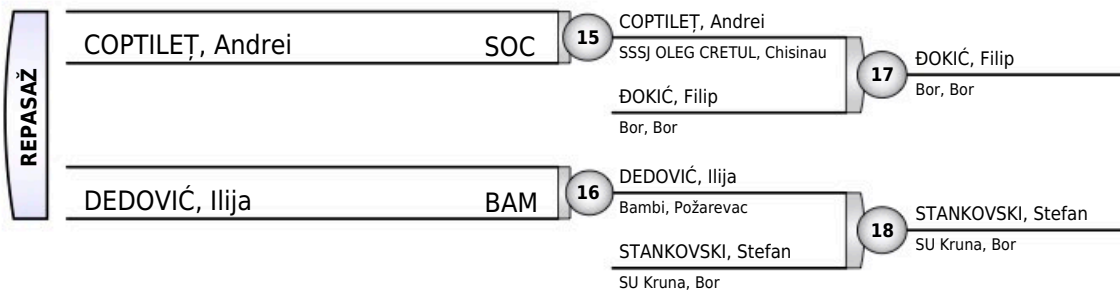 REPASAŽ
COPTILEȚ, Andrei SOC
15
COPTILEȚ, Andrei
SSSJ OLEG CRETUL, Chisinau
ĐOKIĆ, Filip
Bor, Bor
17
ĐOKIĆ, Filip
Bor, Bor
DEDOVIĆ, Ilija BAM
16
DEDOVIĆ, Ilija
Bambi, Požarevac
STANKOVSKI, Stefan
SU Kruna, Bor
18
STANKOVSKI, Stefan
SU Kruna, Bor